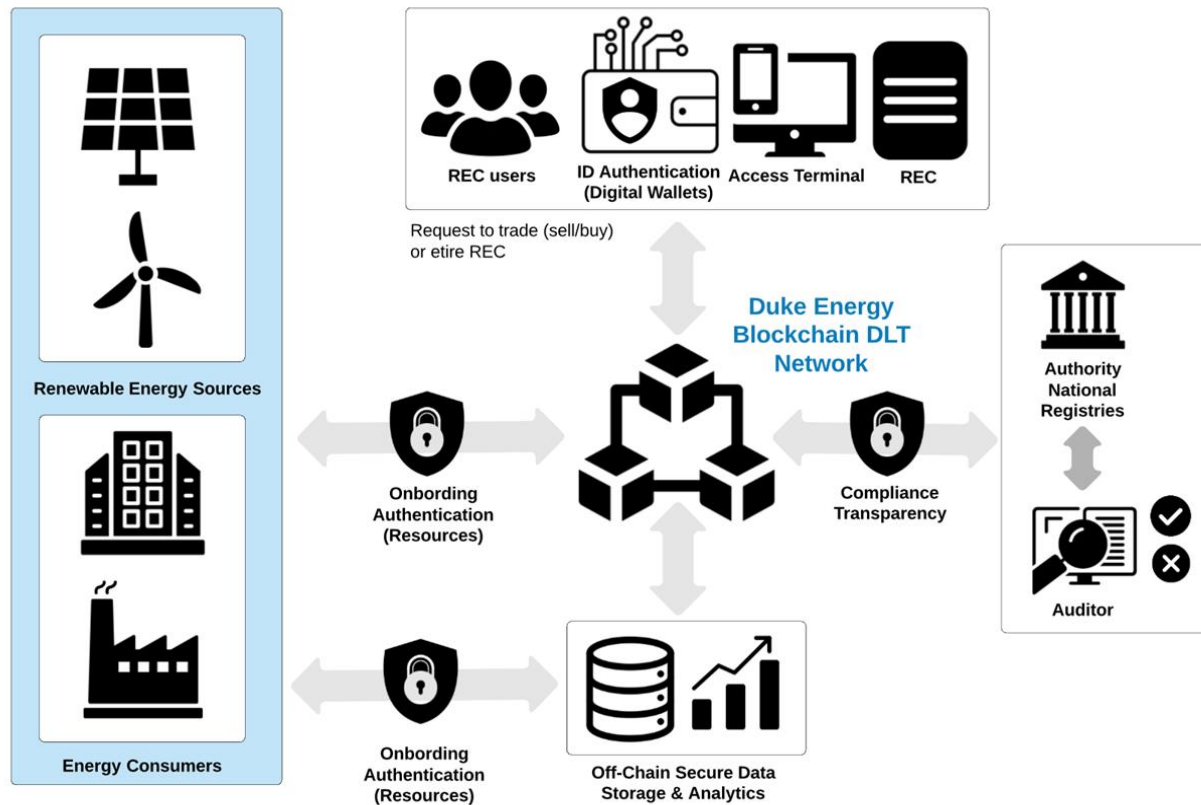 REC users
ID Authentication
(Digital Wallets)
Access Terminal
REC
Request to trade (sell/buy)
or etire REC
Duke Energy
Blockchain DLT
Network
Renewable Energy Sources
Authority
National
Registries
Onbording
Authentication
(Resources)
Compliance
Transparency
Auditor
Energy Consumers
Onbording
Authentication
(Resources)
Off-Chain Secure Data
Storage & Analytics